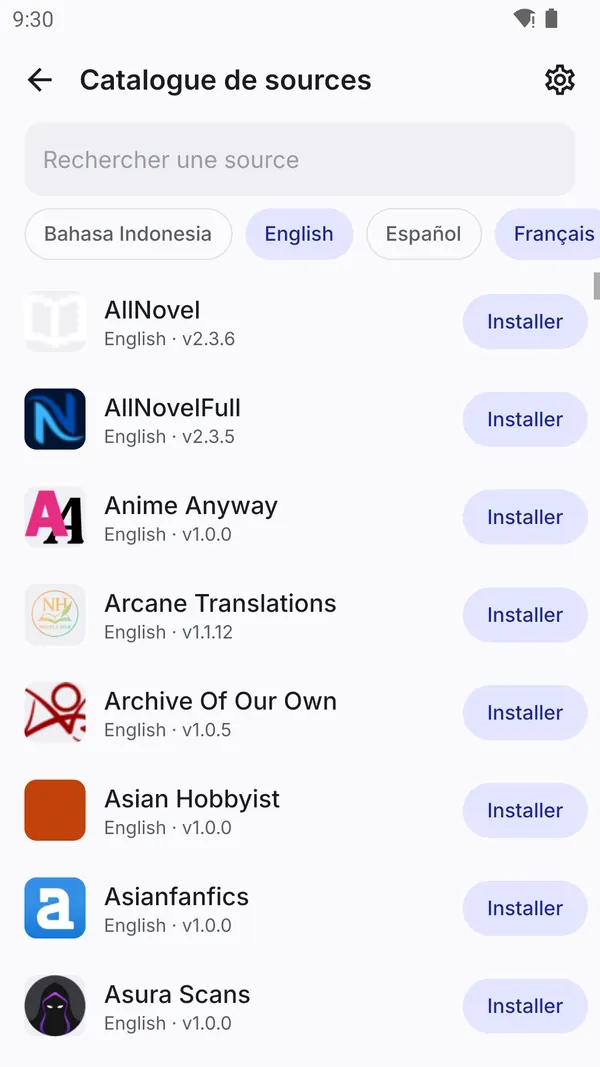 9:30
Catalogue de sources
Rechercher une source
Bahasa Indonesia
English
Español
Français
AllNovel
English · v2.3.6
Installer
AllNovelFull
English · v2.3.5
Installer
Anime Anyway
English · v1.0.0
Installer
NH
Arcane Translations
English · v1.1.12
Installer
Archive Of Our Own
English · v1.0.5
Installer
Asian Hobbyist
English · v1.0.0
Installer
a
Asianfanfics
English · v1.0.0
Installer
Asura Scans
English · v1.0.0
Installer